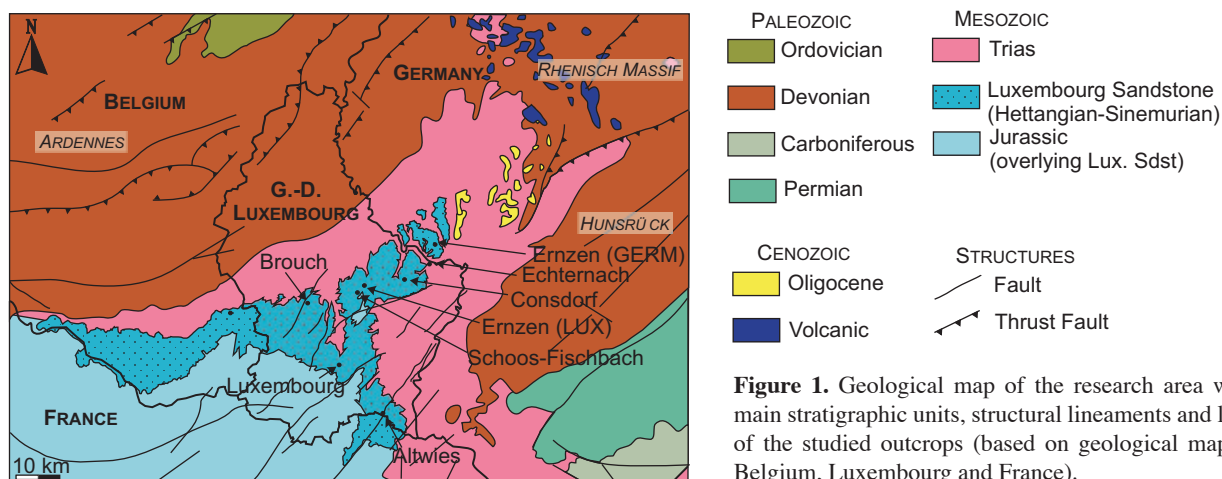 N
GERMANY
RHENISCH MASSIF
BELGIUM
ARDENNES
G.-D.
LUXEMBOURG
HUNSRÜ CK
Brouch
Ernzen (GERM)
Echternach
Consdorf
Ernzen (LUX)
Schoos-Fischbach
Luxembourg
FRANCE
Altwies
10 km
PALEOZOIC
Ordovician
Devonian
Carboniferous
Permian
MESOZOIC
Trias
Luxembourg Sandstone
(Hettangian-Sinemurian)
Jurassic
(overlying Lux. Sdst)
CENOZOIC
Oligocene
Volcanic
STRUCTURES
Fault
Thrust Fault
Figure 1. Geological map of the research area w
main stratigraphic units, structural lineaments and l
of the studied outcrops (based on geological map
Belgium, Luxembourg and France).